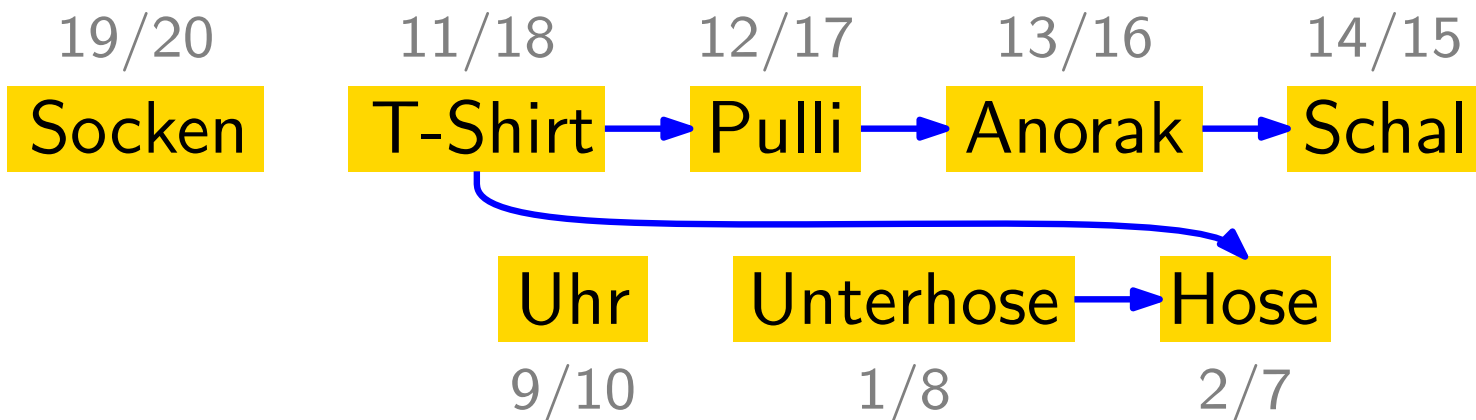 19/20 11/18 12/17 13/16 14/15
Socken T-Shirt Pulli Anorak Schal
Uhr Unterhose Hose
9/10 1/8 2/7